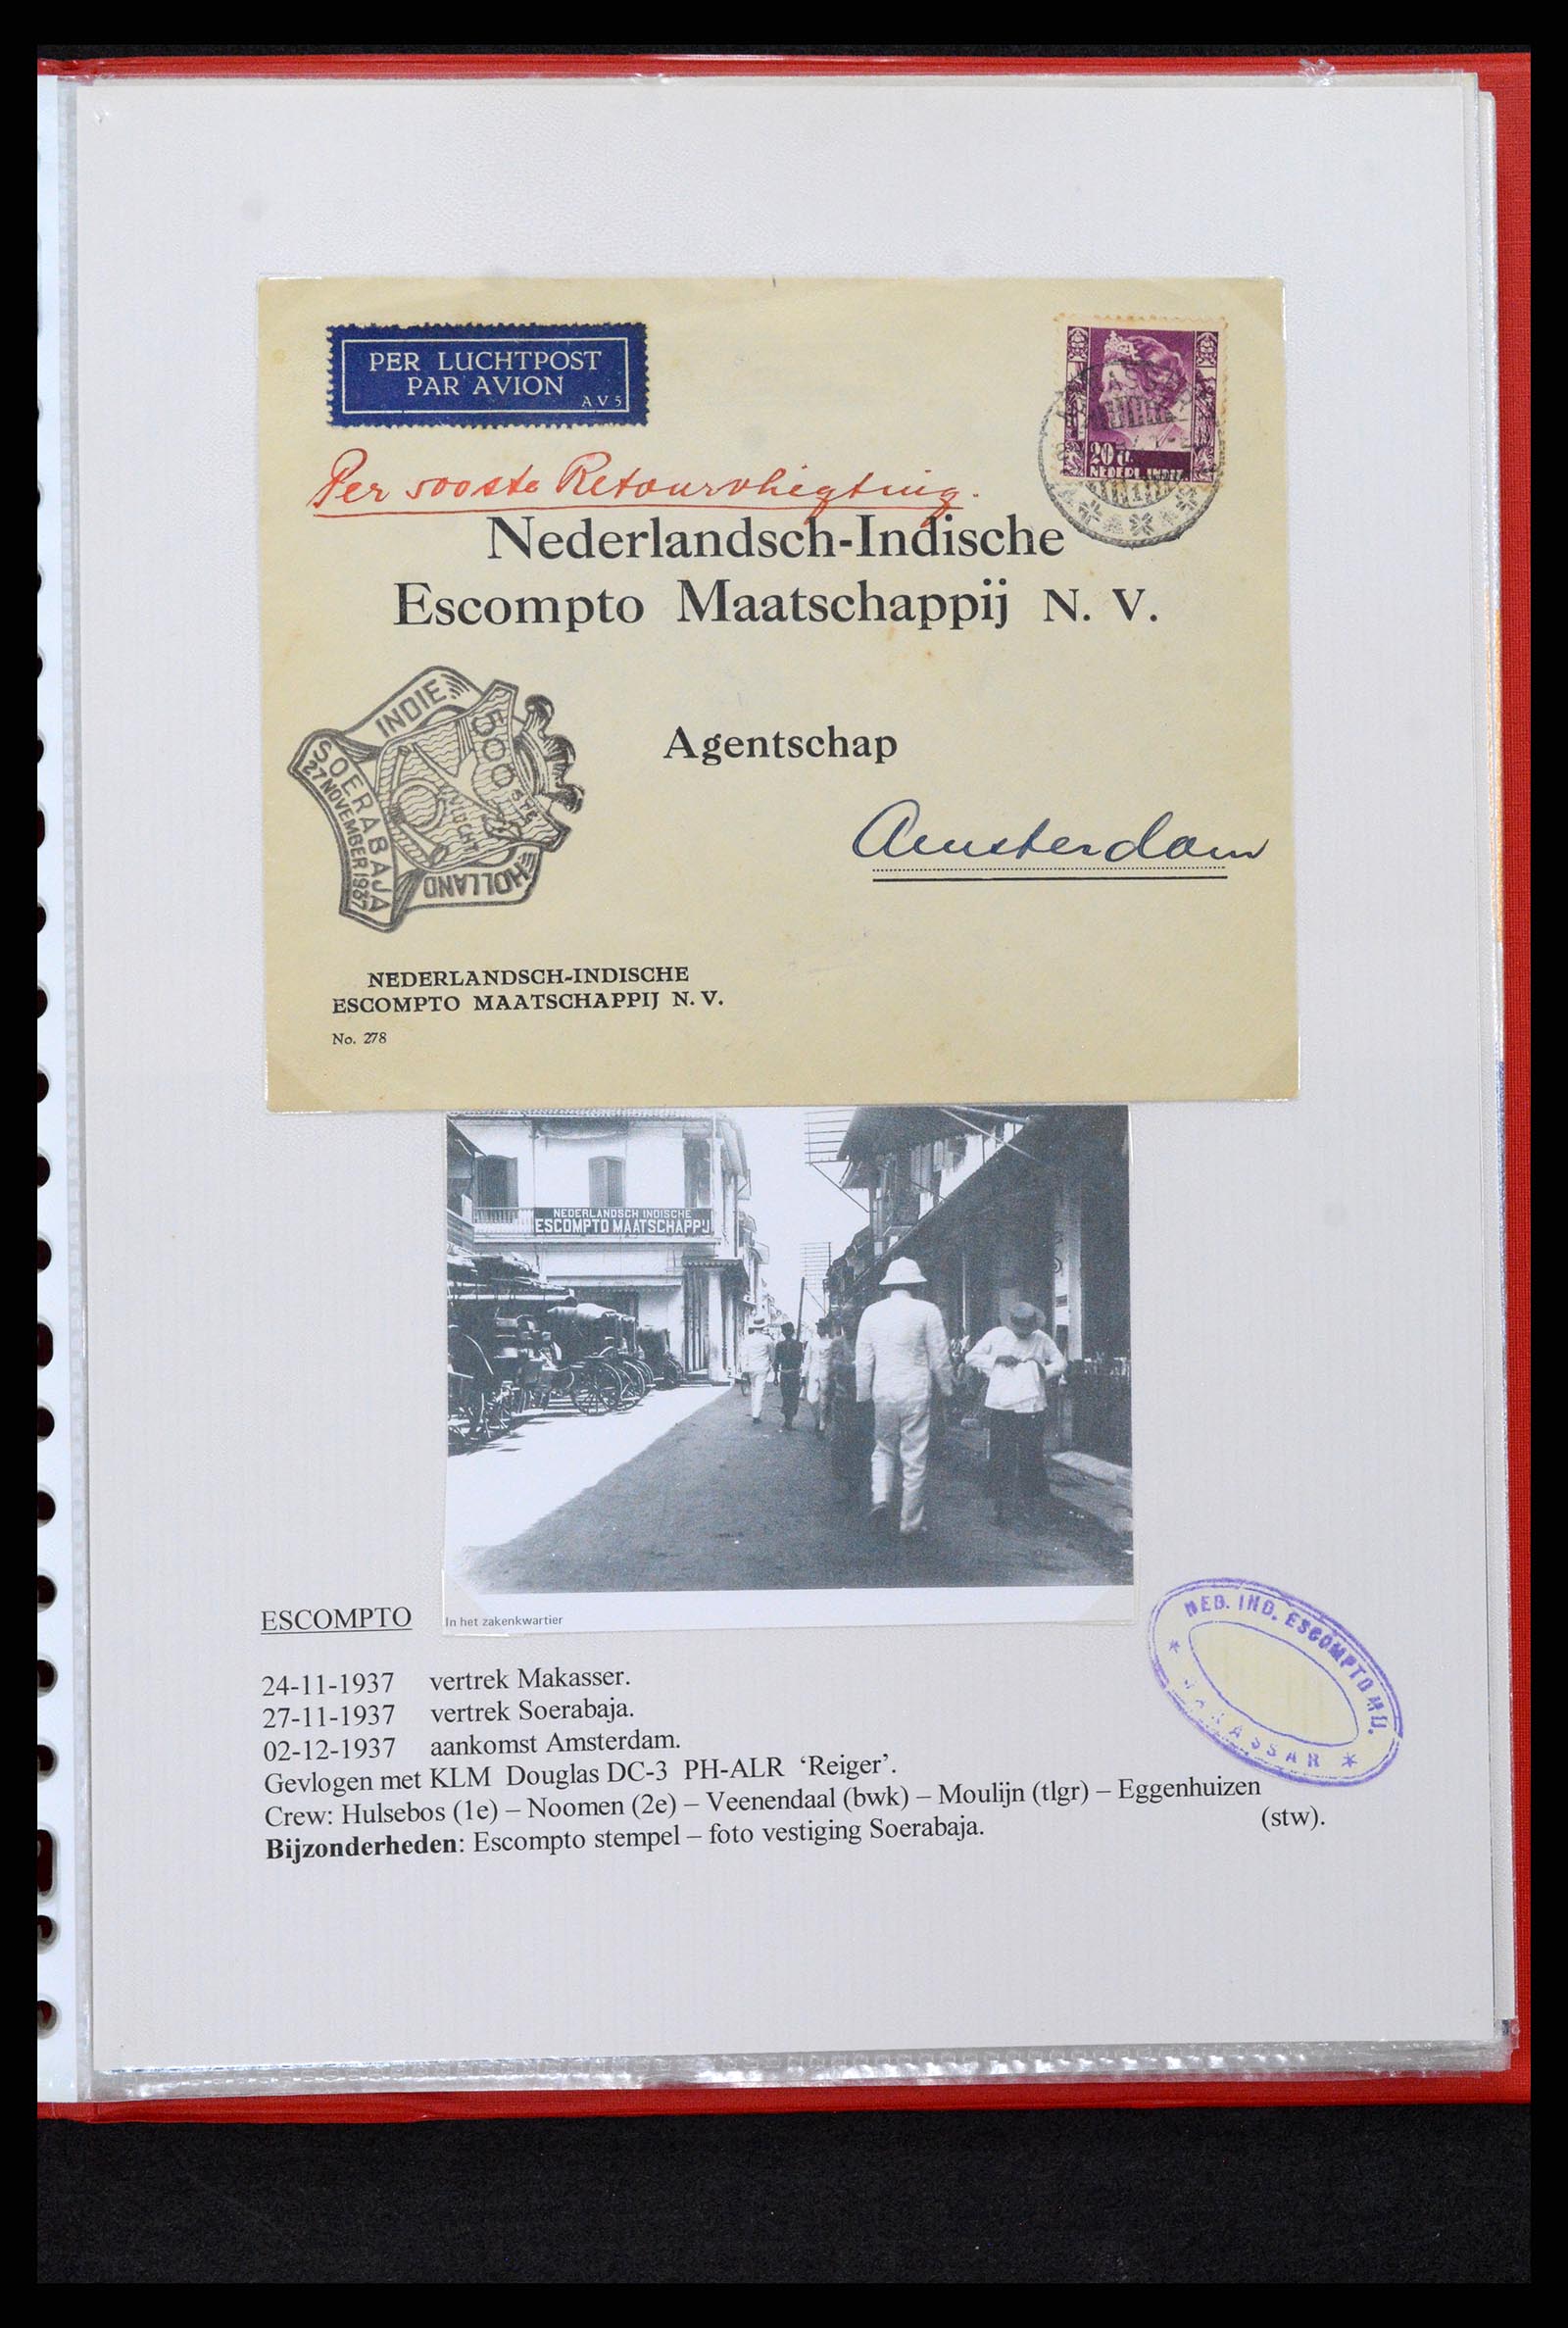 PER LUCHTPOST
PAR AVION
AV5
20 c.
NEDERL. INDIE
Per 500ste Retourvliegtuig.
Nederlandsch-Indische
Escompto Maatschappij N. V.
INDIE
500
STE
VLUCHT
SOERABAJA
27 NOVEMBER 1937
HOLLAND
Agentschap
Amsterdam
NEDERLANDSCH-INDISCHE
ESCOMPTO MAATSCHAPPIJ N. V.
No. 278
NEDERLANDSCH INDISCHE
ESCOMPTO MAATSCHAPPIJ
In het zakenkwartier
NED. IND. ESCOMPTO MIJ.
* MAKASSAR *
ESCOMPTO
24-11-1937 vertrek Makasser.
27-11-1937 vertrek Soerabaja.
02-12-1937 aankomst Amsterdam.
Gevlogen met KLM Douglas DC-3 PH-ALR ‘Reiger’.
Crew: Hulsebos (1e) – Noomen (2e) – Veenendaal (bwk) – Moulijn (tlgr) – Eggenhuizen
(stw).
Bijzonderheden: Escompto stempel – foto vestiging Soerabaja.